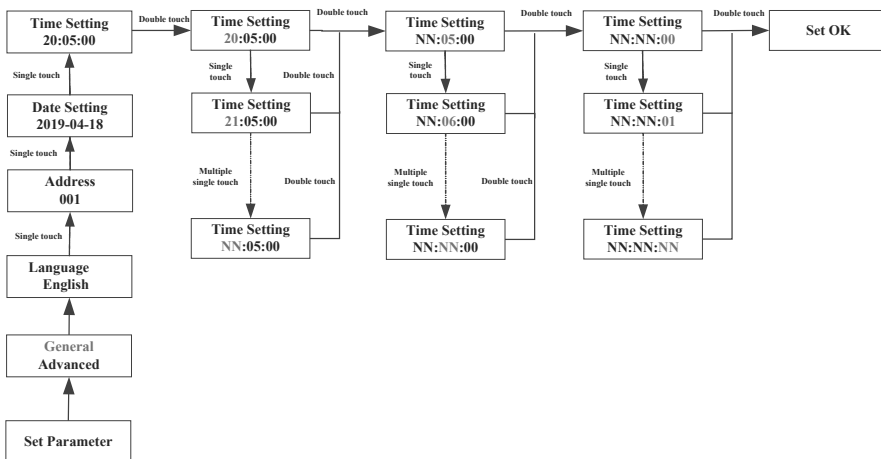 Time Setting
20:05:00
Double touch
Time Setting
20:05:00
Double touch
Time Setting
NN:05:00
Double touch
Time Setting
NN:NN:00
Double touch
Set OK
Single touch
Single
touch
Double touch
Single
touch
Double touch
Single
touch
Date Setting
2019-04-18
Time Setting
21:05:00
Time Setting
NN:06:00
Time Setting
NN:NN:01
Single touch
Address
001
Multiple
single touch
Double touch
Multiple
single touch
Double touch
Multiple
single touch
Single touch
Time Setting
NN:05:00
Time Setting
NN:NN:00
Time Setting
NN:NN:NN
Language
English
General
Advanced
Set Parameter